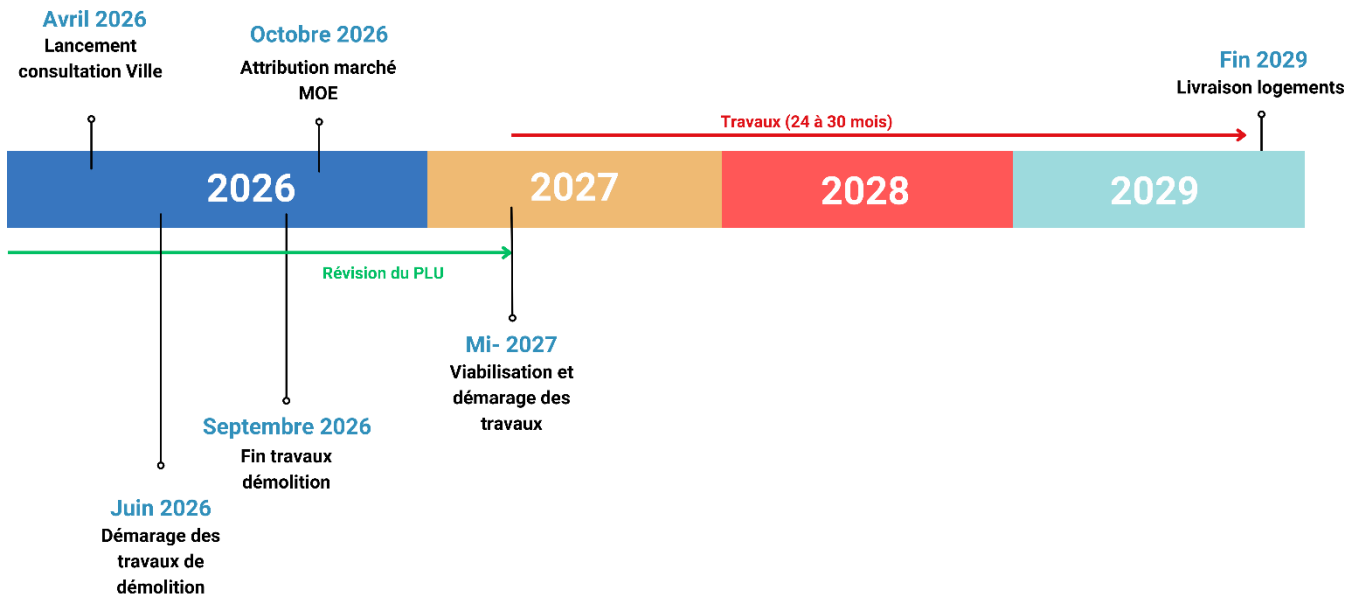 Avril 2026
Lancement
consultation Ville
Octobre 2026
Attribution marché
MOE
Fin 2029
Livraison logements
Travaux (24 à 30 mois)
2026
2027
2028
2029
Révision du PLU
Mi- 2027
Viabilisation et
démarage des
travaux
Septembre 2026
Fin travaux
démolition
Juin 2026
Démarage des
travaux de
démolition